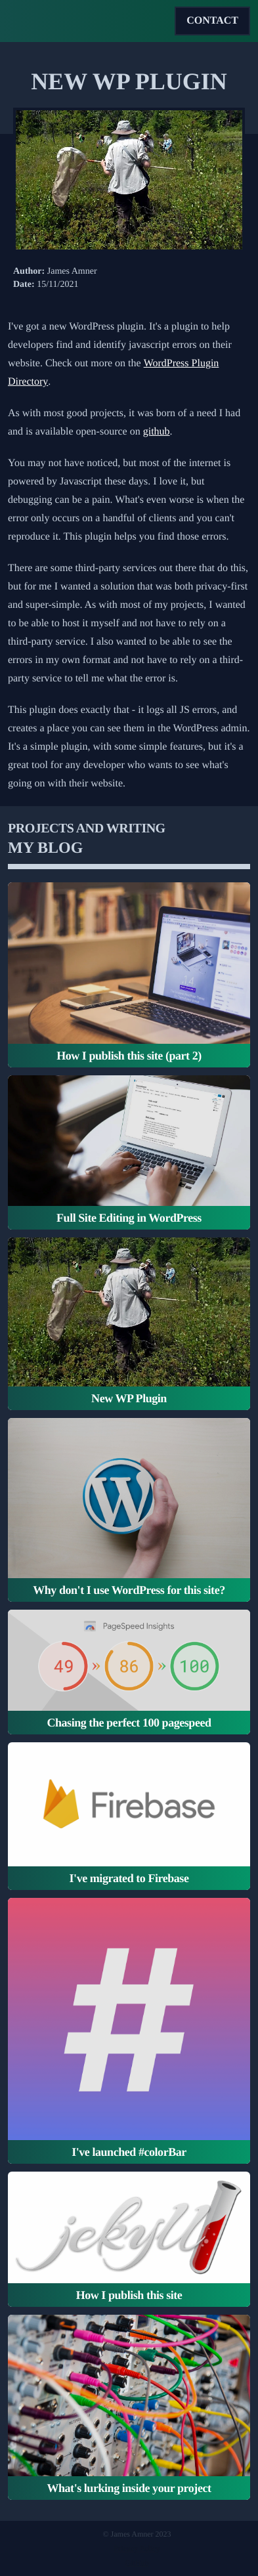 CONTACT
NEW WP PLUGIN
Author: James Amner
Date: 15/11/2021
I've got a new WordPress plugin. It's a plugin to help
developers find and identify javascript errors on their
website. Check out more on the WordPress Plugin
Directory.
As with most good projects, it was born of a need I had
and is available open-source on github.
You may not have noticed, but most of the internet is
powered by Javascript these days. I love it, but
debugging can be a pain. What's even worse is when the
error only occurs on a handful of clients and you can't
reproduce it. This plugin helps you find those errors.
There are some third-party services out there that do this,
but for me I wanted a solution that was both privacy-first
and super-simple. As with most of my projects, I wanted
to be able to host it myself and not have to rely on a
third-party service. I also wanted to be able to see the
errors in my own format and not have to rely on a third-
party service to tell me what the error is.
This plugin does exactly that - it logs all JS errors, and
creates a place you can see them in the WordPress admin.
It's a simple plugin, with some simple features, but it's a
great tool for any developer who wants to see what's
going on with their website.
PROJECTS AND WRITING
MY BLOG
How I publish this site (part 2)
Full Site Editing in WordPress
New WP Plugin
Why don't I use WordPress for this site?
PageSpeed Insights
49 » 86 » 100
Chasing the perfect 100 pagespeed
Firebase
I've migrated to Firebase
#
I've launched #colorBar
jekyll
How I publish this site
What's lurking inside your project
© James Amner 2023